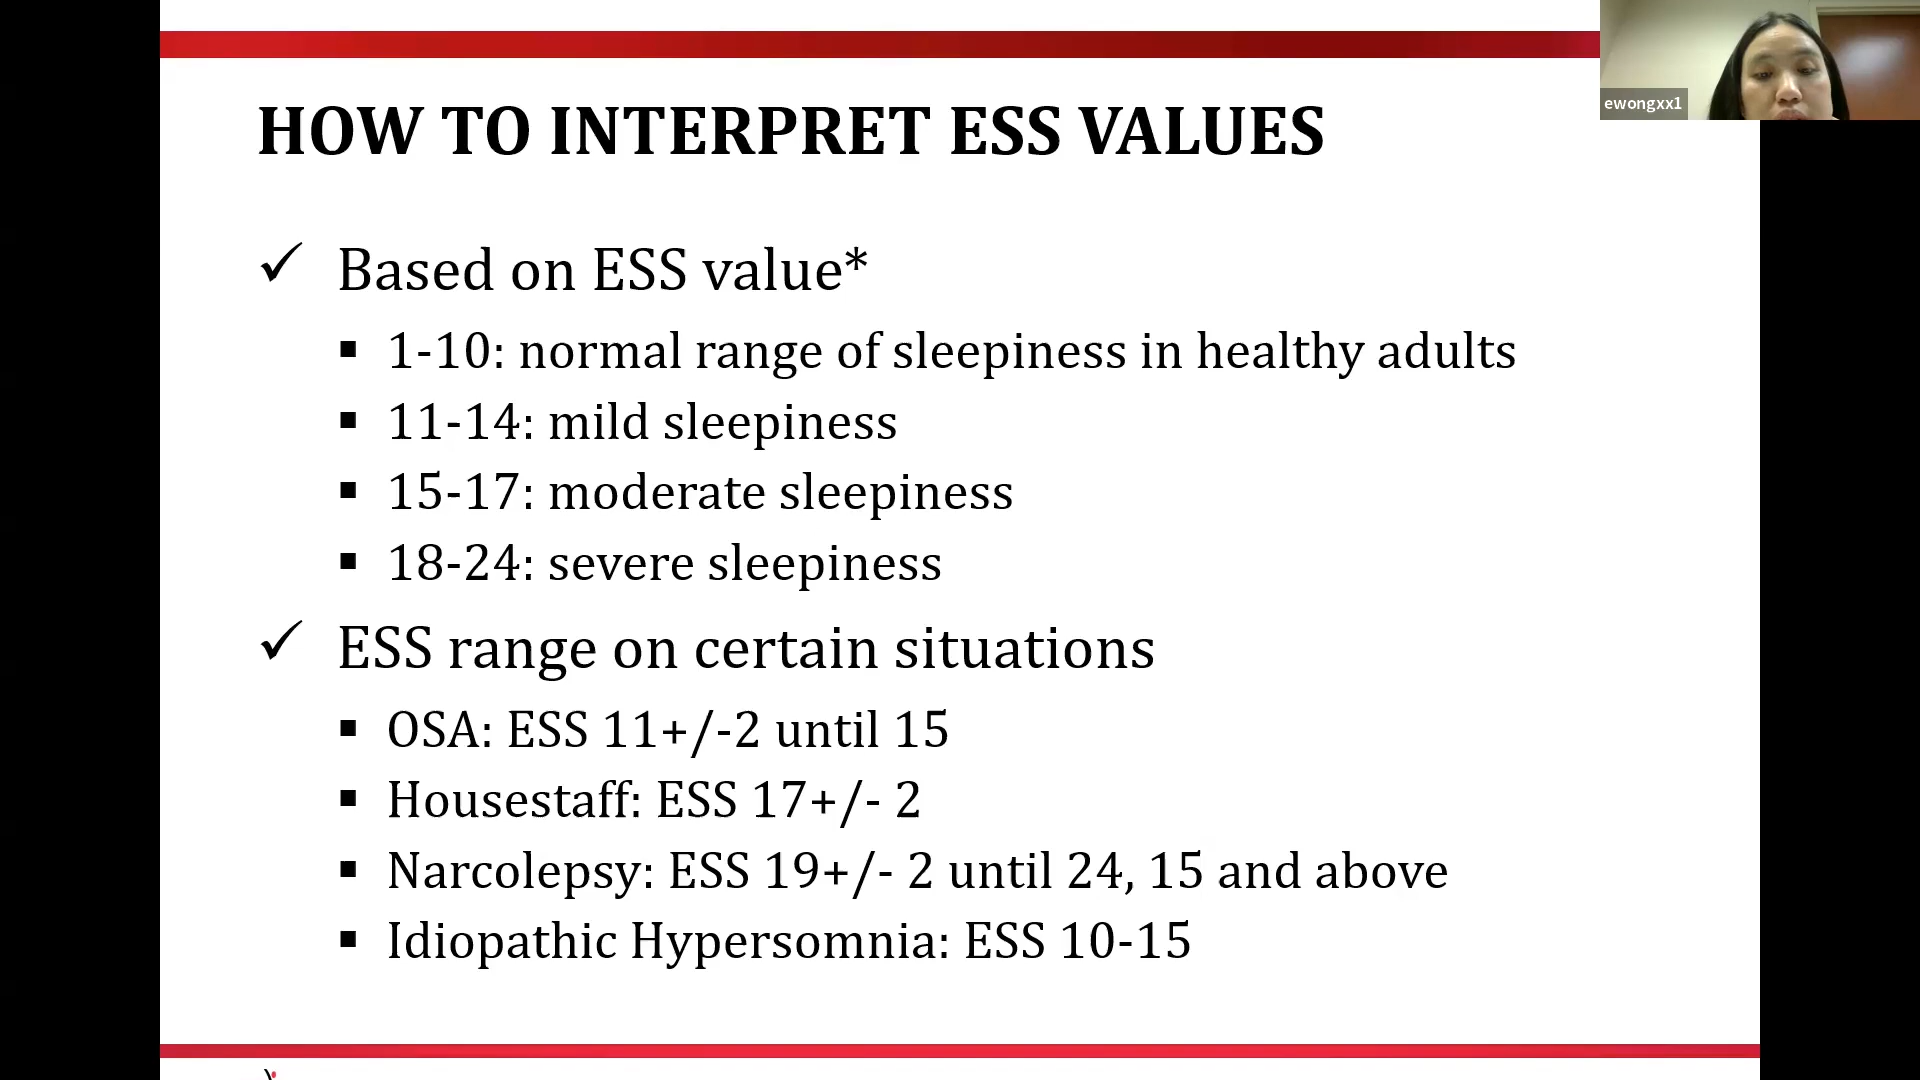 HOW TO INTERPRET ESS VALUES
ewongxx1
Based on ESS value*
1-10: normal range of sleepiness in healthy adults
11-14: mild sleepiness
15-17: moderate sleepiness
18-24: severe sleepiness
ESS range on certain situations
OSA: ESS 11+/-2 until 15
Housestaff: ESS 17+/- 2
Narcolepsy: ESS 19+/- 2 until 24, 15 and above
Idiopathic Hypersomnia: ESS 10-15